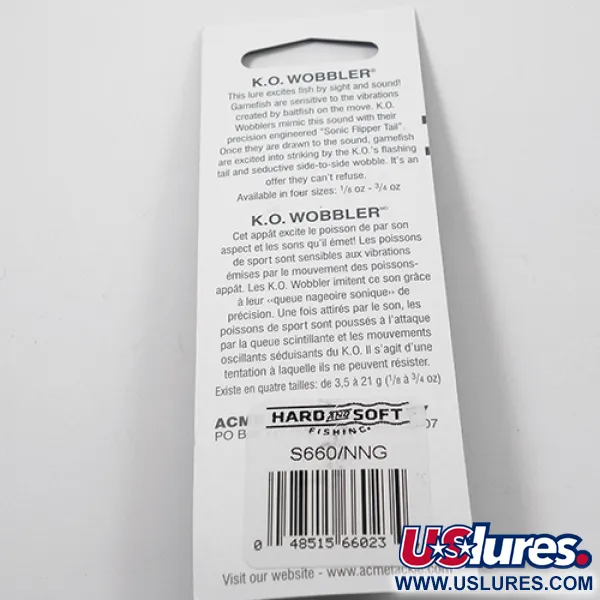 K.O. WOBBLER®
This lure excites fish by sight and sound!
Gamefish are sensitive to the vibrations
created by baitfish on the move. K.O.
Wobblers mimic this sound with their
precision engineered "Sonic Flipper Tail".
Once they are drawn to the sound, gamefish
are excited into striking by the K.O.'s flashing
tail and seductive side-to-side wobble. It's an
offer they can't refuse.
Available in four sizes: 1/8 oz - 3/4 oz
K.O. WOBBLER
Cet appât excite le poisson de par son
aspect et les sons qu'il émet! Les poissons
de sport sont sensibles aux vibrations
émises par le mouvement des poissons-
appât. Les K.O. Wobbler imitent ce son grâce
à leur «queue nageoire sonique» de
précision. Une fois attirés par le son, les
poissons de sport sont poussés à l'attaque
par la queue scintillante et les mouvements
oscillants séduisants du K.O. Il s'agit d'une
tentation à laquelle ils ne peuvent résister.
Existe en quatre tailles: de 3,5 à 21 g (1/8 à 3/4 oz)
ACM Y
PO B 07
HARD AND SOFT
FISHING
S660/NNG
0 48515 66023
Visit our website - www.acmetackle.com
USlures.
WWW.USLURES.COM